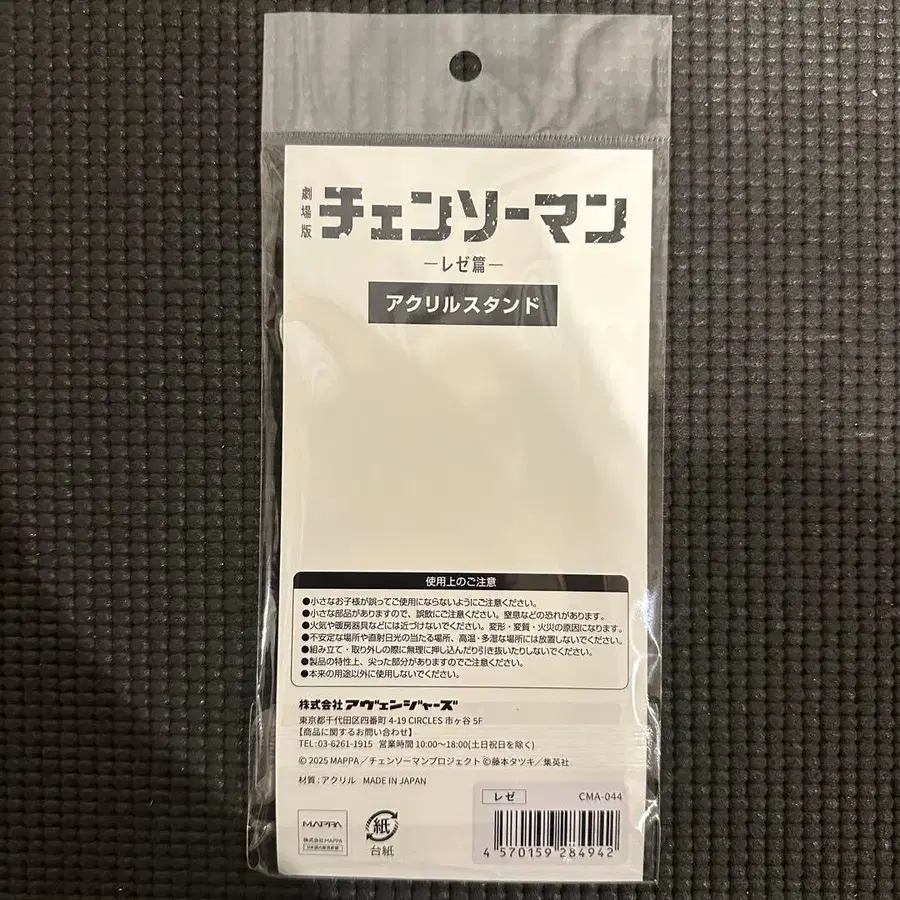 劇場版 チェンソーマン
―レゼ篇―
アクリルスタンド
使用上のご注意
●小さなお子様が誤ってご使用にならないようにご注意ください。
●小さな部品がありますので、誤飲にご注意ください。窒息などの恐れがあります。
●火気や暖房器具などには近づけないでください。変形・変質・火災の原因になります。
●不安定な場所や直射日光の当たる場所、高温・多湿な場所には放置しないでください。
●組み立て・取り外しの際に無理に押し込んだり引き抜いたりしないでください。
●製品の特性上、尖った部分がありますのでご注意ください。
●本来の用途以外に使用しないでください。
株式会社 アヴェンジャーズ
東京都千代田区四番町 4-19 CIRCLES 市ヶ谷 5F
【商品に関するお問い合わせ】
TEL:03-6261-1915 営業時間 10:00～18:00(土日祝日を除く)
© 2025 MAPPA／チェンソーマンプロジェクト ©藤本タツキ／集英社
材質：アクリル MADE IN JAPAN
レゼ CMA-044
MAPPA
株式会社MAPPA
紙
台紙
4 570159 284942